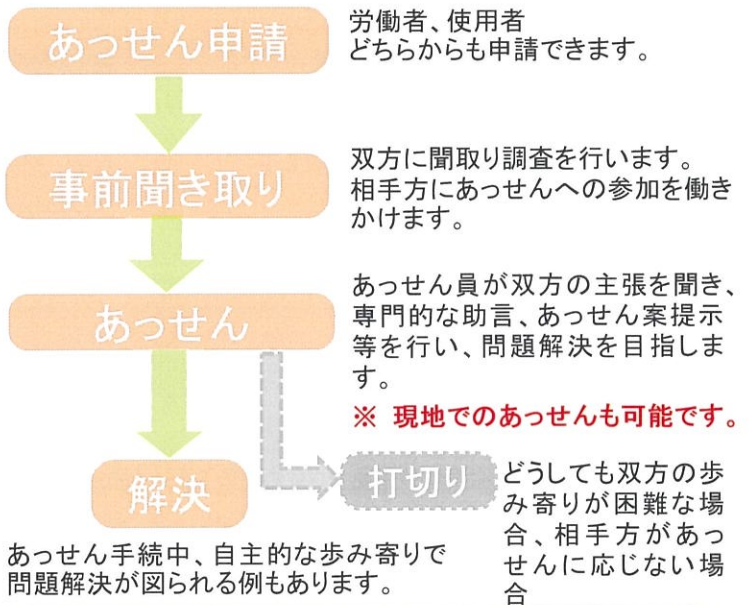 あっせん申請
労働者、使用者
どちらからも申請できます。
事前聞き取り
双方に聞取り調査を行います。
相手方にあっせんへの参加を働き
かけます。
あっせん
あっせん員が双方の主張を聞き、
専門的な助言、あっせん案提示
等を行い、問題解決を目指しま
す。
※ 現地でのあっせんも可能です。
解決
打切り
どうしても双方の歩
み寄りが困難な場
合、相手方があっ
せんに応じない場
合
あっせん手続中、自主的な歩み寄りで
問題解決が図られる例もあります。